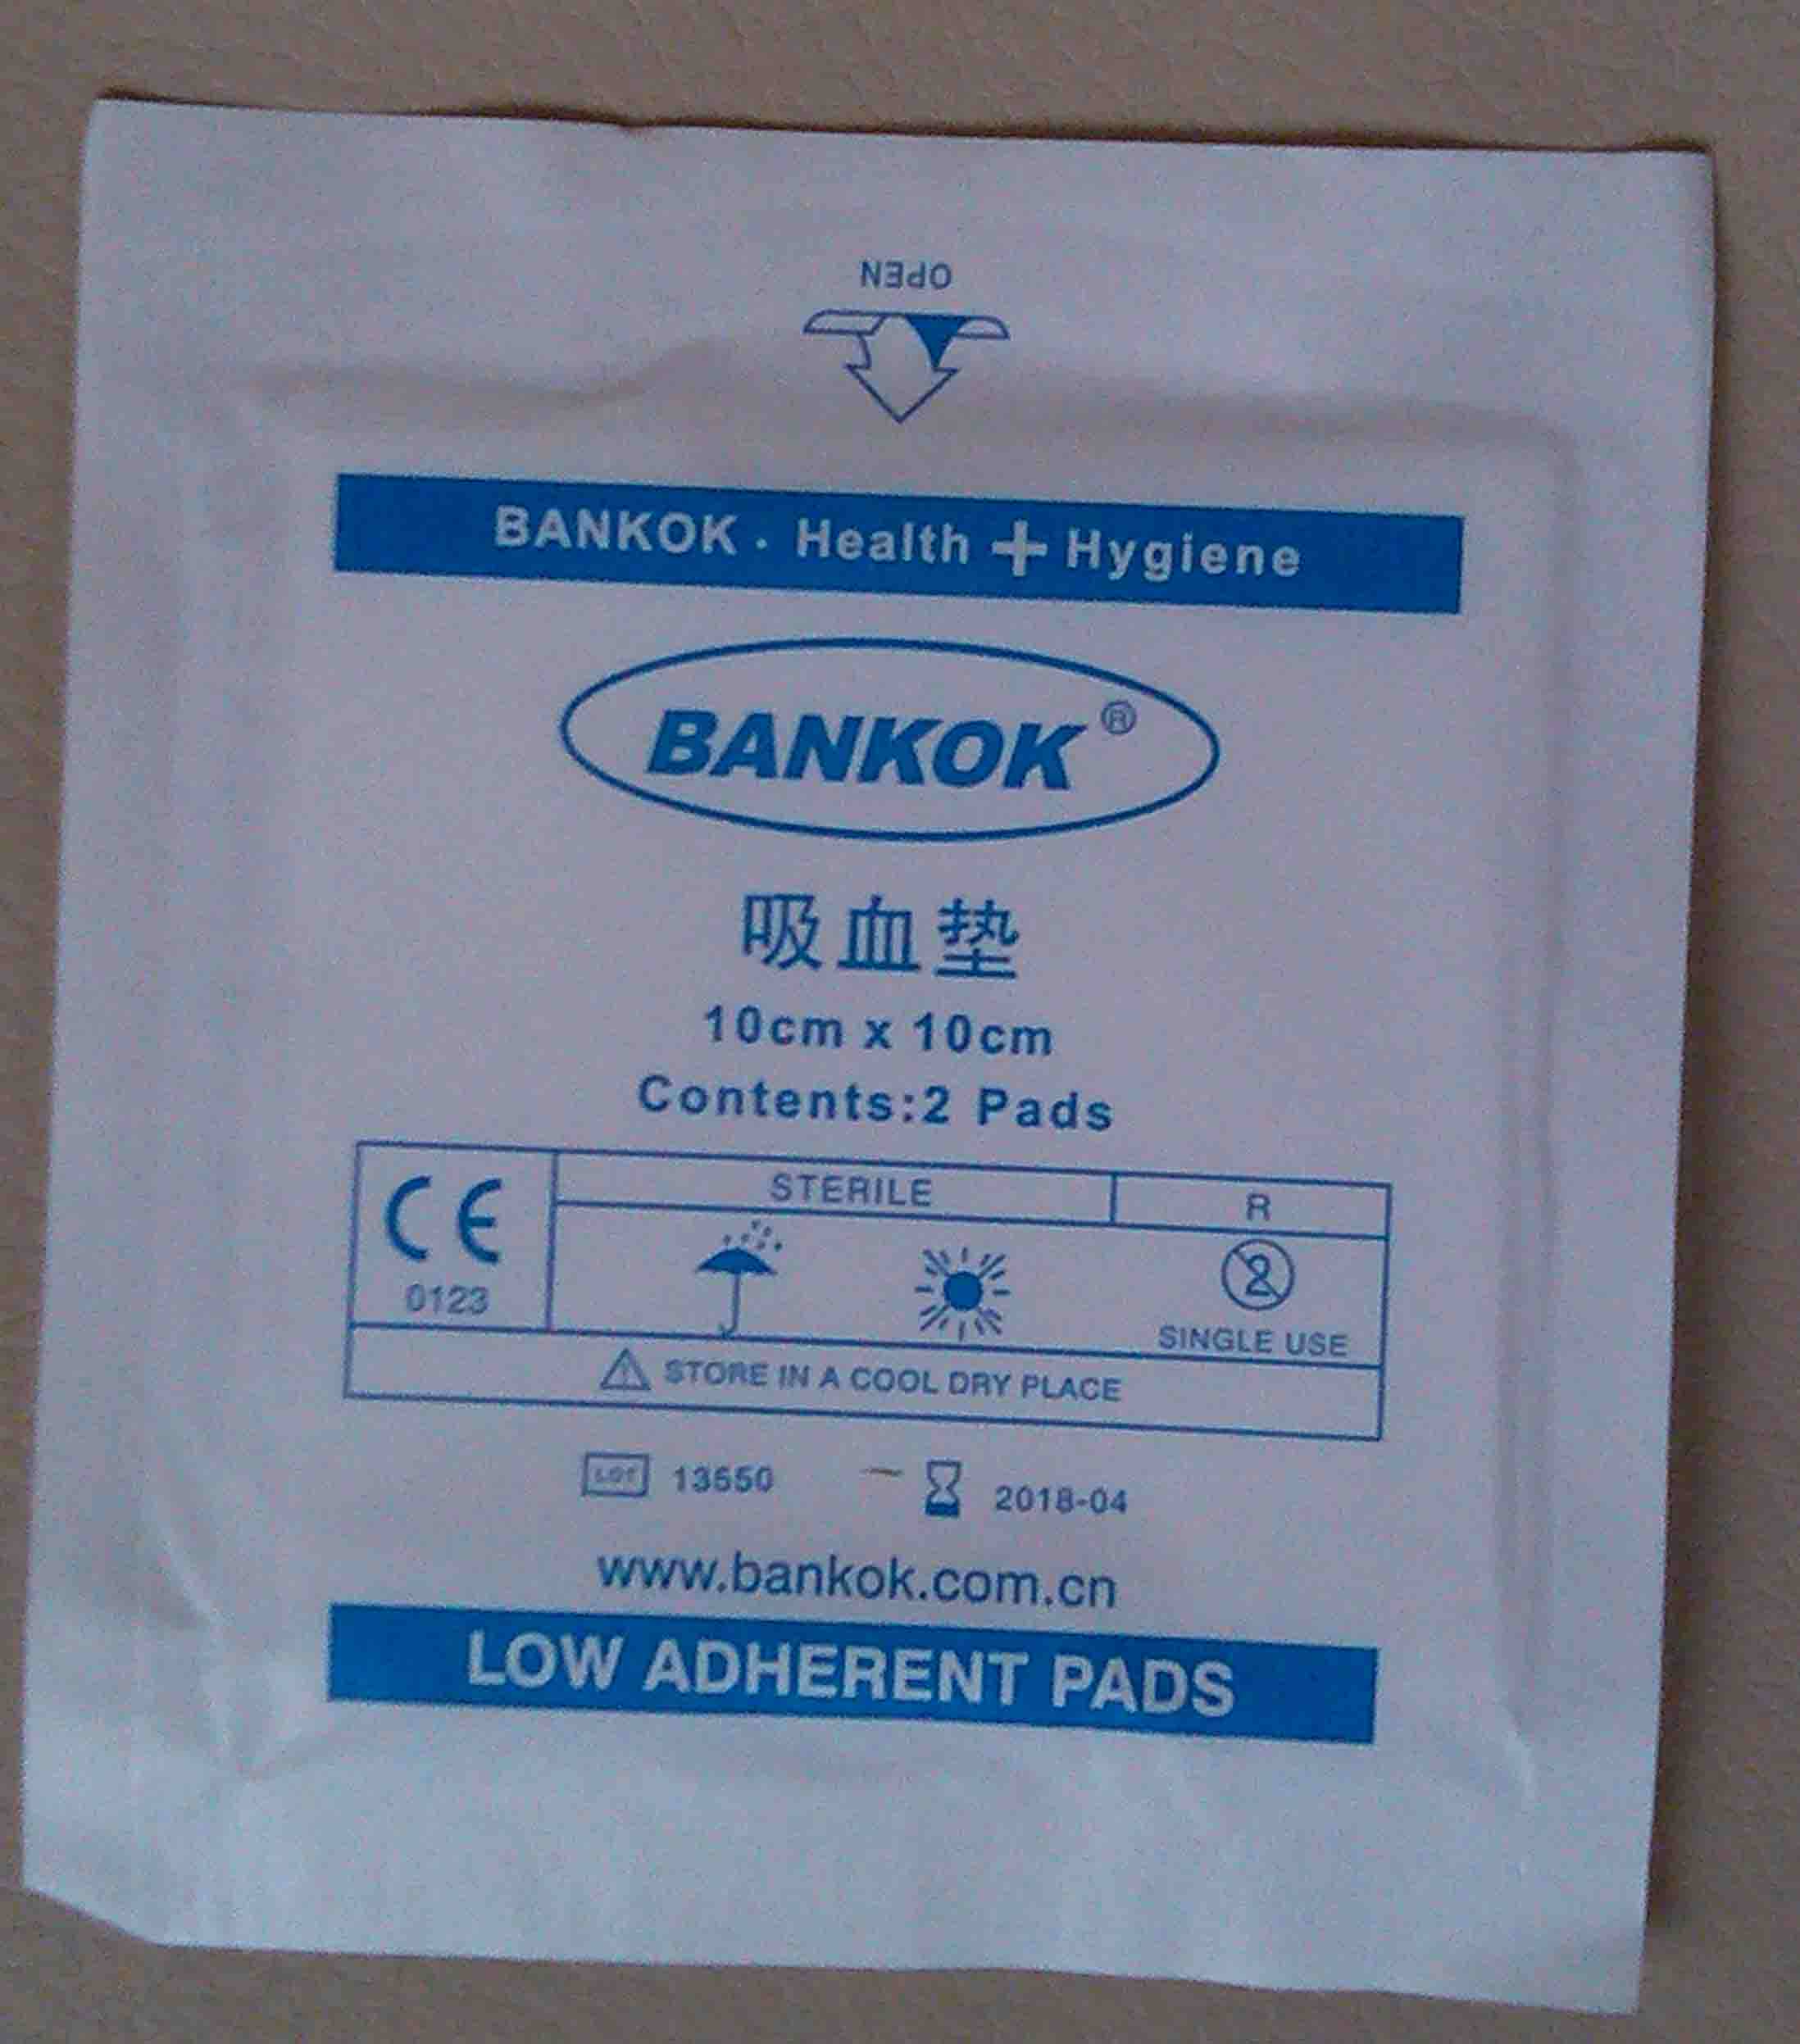 OPEN
BANKOK · Health + Hygiene
BANKOK ®
吸血垫
10cm x 10cm
Contents:2 Pads
CE
0123
STERILE R
2
SINGLE USE
STORE IN A COOL DRY PLACE
LOT 13550 2018-04
www.bankok.com.cn
LOW ADHERENT PADS